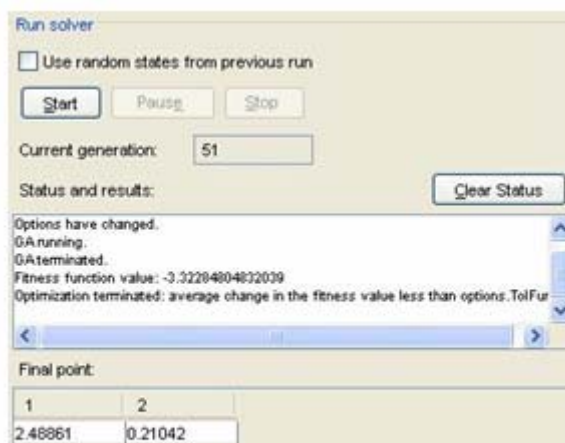 Run solver
Use random states from previous run
Start Pause Stop
Current generation: 51
Status and results: Clear Status
Options have changed.
GA running.
GA terminated.
Fitness function value: -3.32284804832039
Optimization terminated: average change in the fitness value less than options.TolFun
Final point:
1 2
2.48861 0.21042